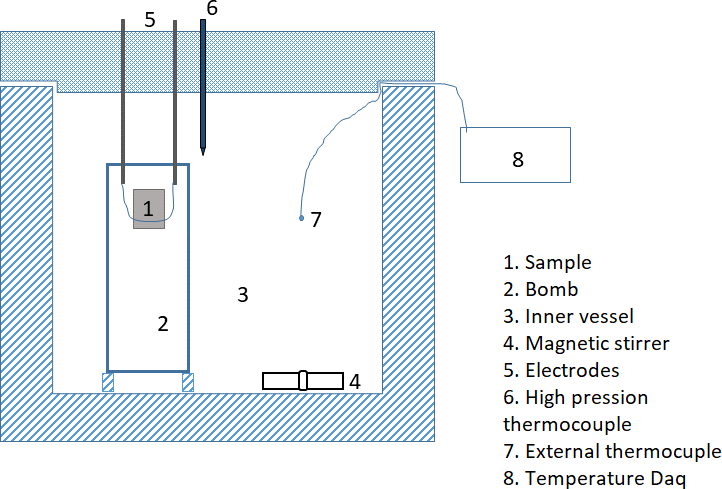 5
6
8
1
7
3
2
4
1. Sample
2. Bomb
3. Inner vessel
4. Magnetic stirrer
5. Electrodes
6. High pression
thermocouple
7. External thermocuple
8. Temperature Daq